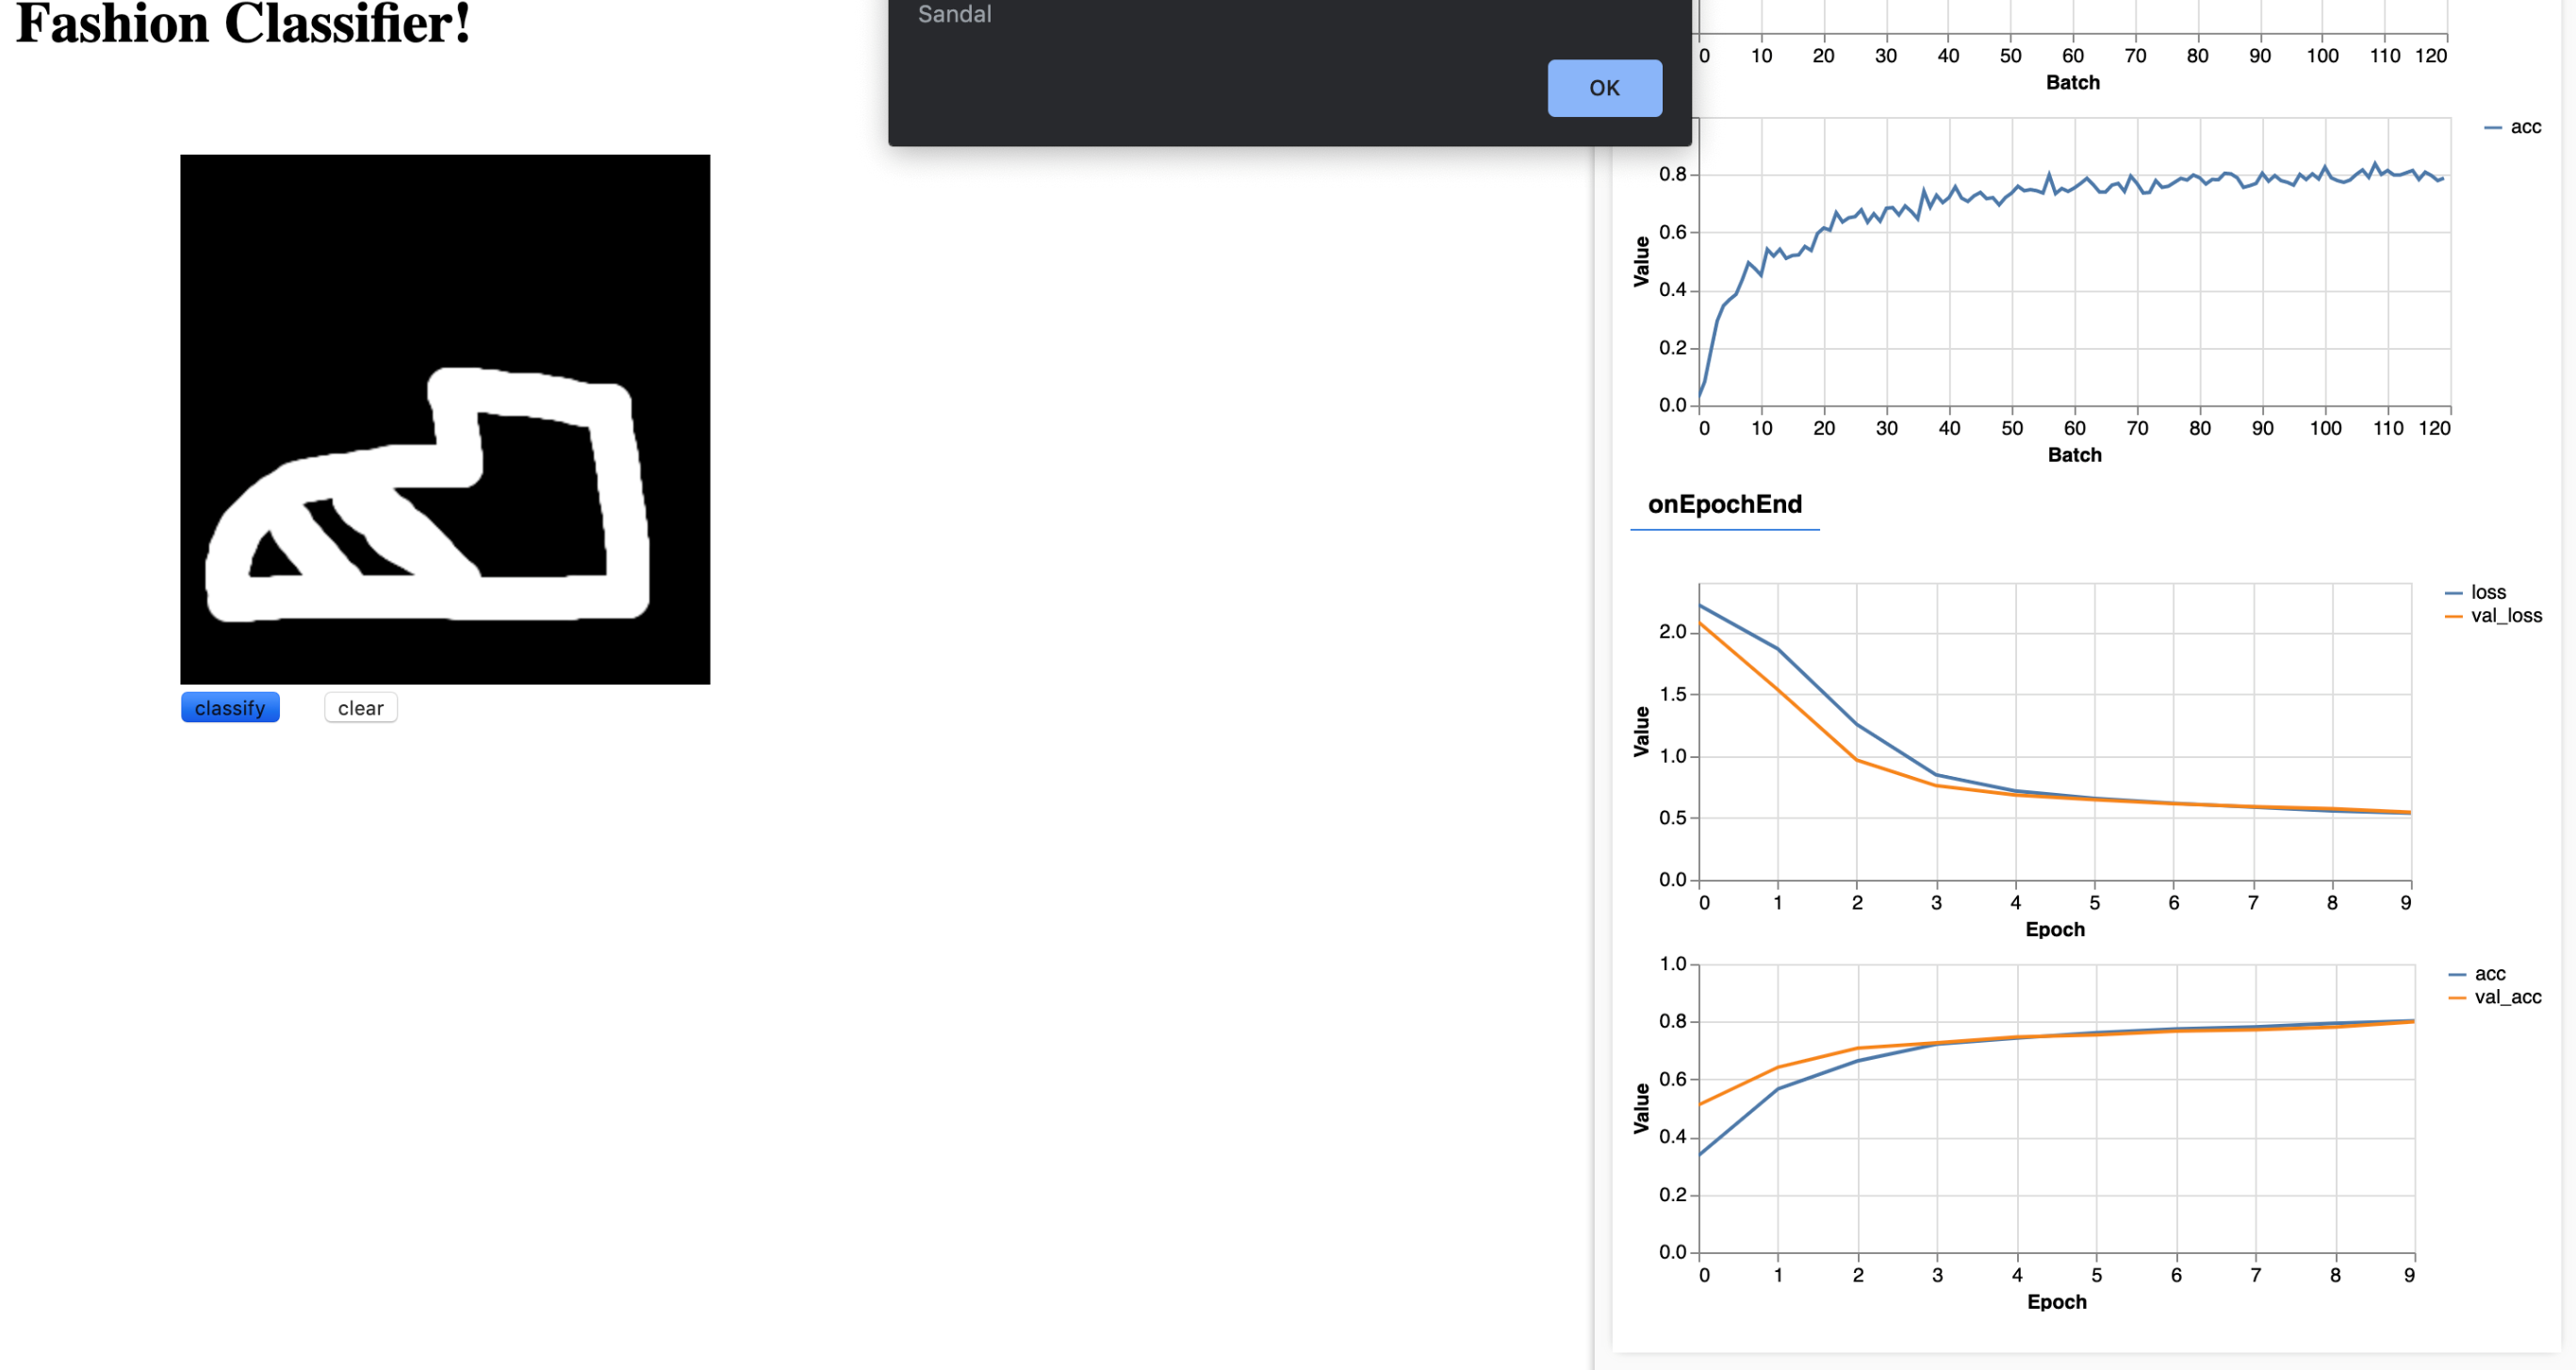 Fashion Classifier!
Sandal
OK
classify
clear
0 10 20 30 40 50 60 70 80 90 100 110 120
Batch
acc
Value
0.8
0.6
0.4
0.2
0.0
0 10 20 30 40 50 60 70 80 90 100 110 120
Batch
onEpochEnd
loss
val_loss
Value
2.0
1.5
1.0
0.5
0.0
0 1 2 3 4 5 6 7 8 9
Epoch
acc
val_acc
Value
1.0
0.8
0.6
0.4
0.2
0.0
0 1 2 3 4 5 6 7 8 9
Epoch